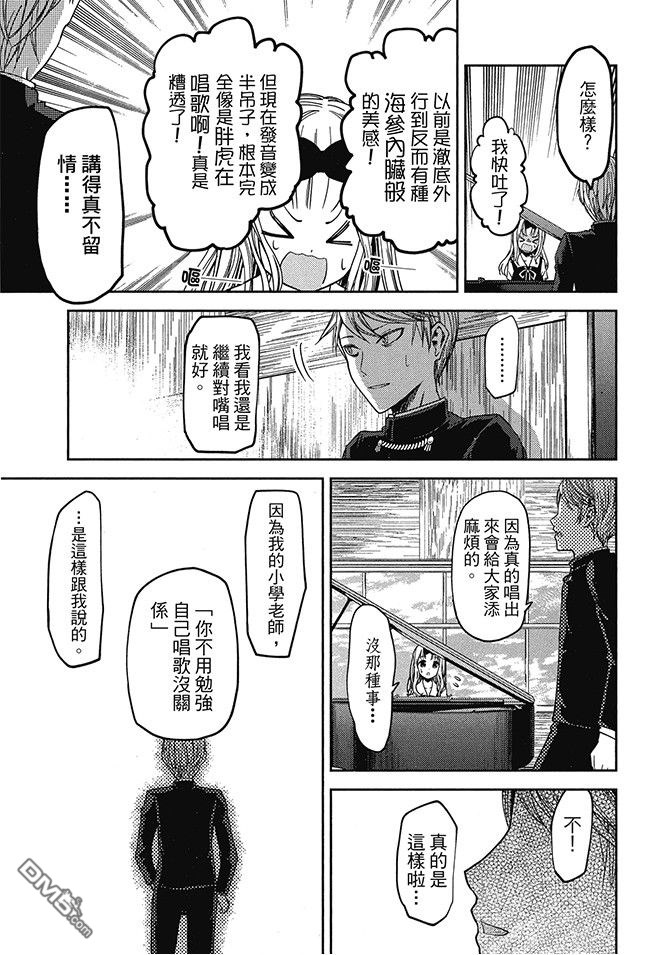 怎麼樣？
我快吐了！
以前是澈底外
行到反而有種
海參內臟般
的美感！
但現在發音變成
半吊子，根本完
全像是胖虎在
唱歌啊！真是
糟透了！
嘔
嘔
講得真不留
情……
…。
我看我還是
繼續對嘴唱
就好。
因為真的唱出
來會給大家添
麻煩的。
沒那種事…
不！
真的是
這樣啦…
因為我的小學老師，
「你不用勉強
自己唱歌沒關
係」
…是這樣跟我說的。
DM5.com